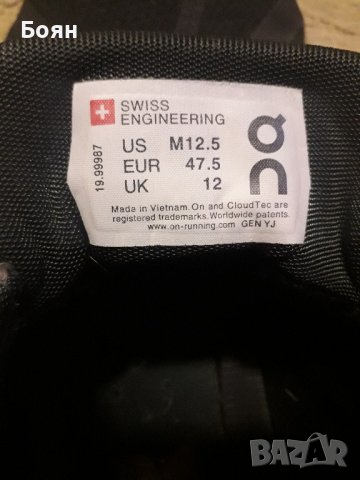 Боян
SWISS
ENGINEERING
19.99987
US M12.5
EUR 47.5
UK 12
Made in Vietnam. On and CloudTec are
registered trademarks. Worldwide patents.
www.on-running.com GEN YJ
BAZAR